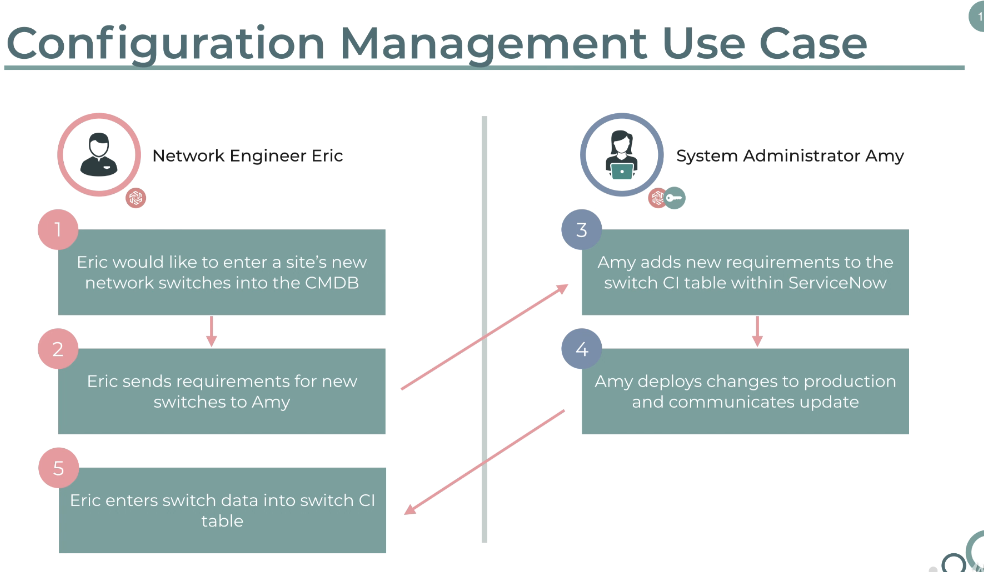 1
Configuration Management Use Case
Network Engineer Eric
System Administrator Amy
1
Eric would like to enter a site's new
network switches into the CMDB
2
Eric sends requirements for new
switches to Amy
5
Eric enters switch data into switch CI
table
3
Amy adds new requirements to the
switch CI table within ServiceNow
4
Amy deploys changes to production
and communicates update